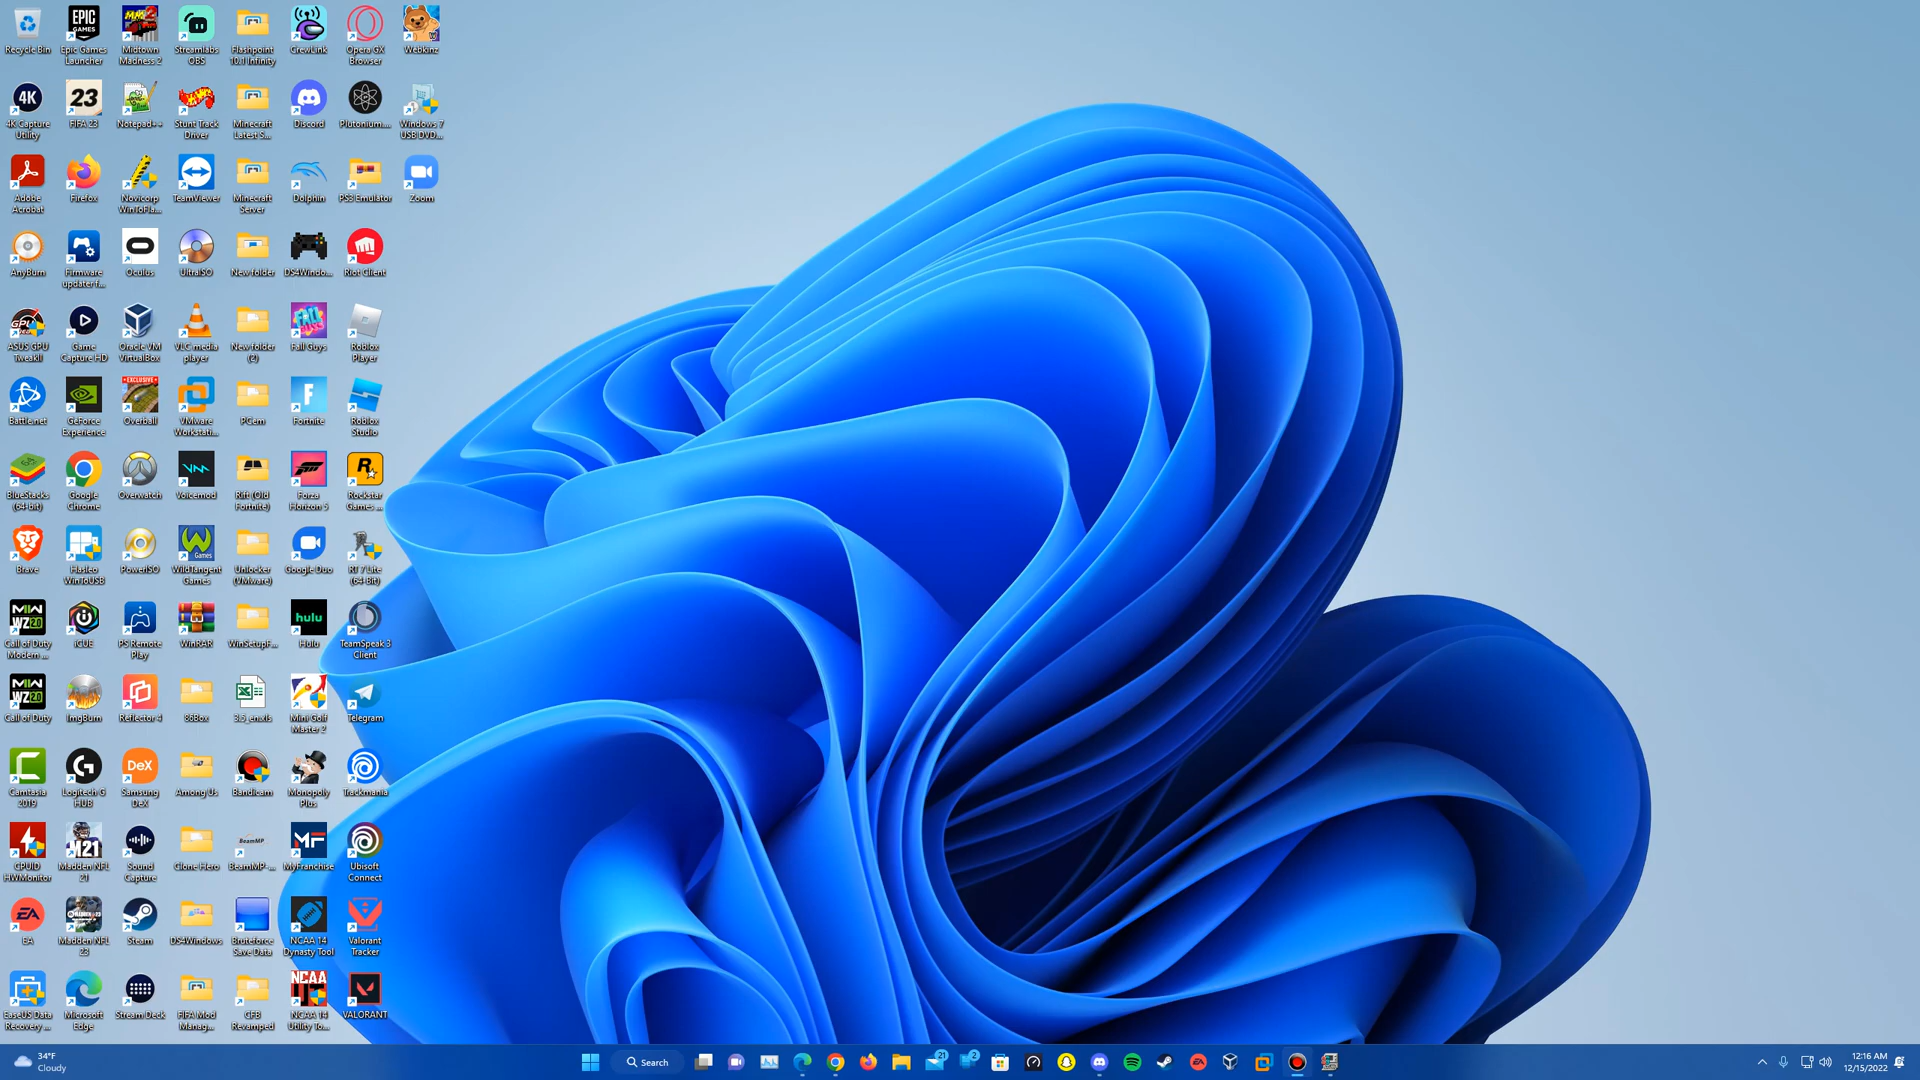 Recycle Bin
Epic Games
Launcher
Midtown
Madness 2
Streamlabs
OBS
Flashpoint
10.1 Infinity
CrewLink
Opera GX
Browser
Webkinz
4K Capture
Utility
FIFA 23
Notepad++
Stunt Track
Driver
Minecraft
Latest S...
Discord
Plutonium....
Windows 7
USB DVD...
Adobe
Acrobat
Firefox
Novicorp
WinToFla...
TeamViewer
Minecraft
Server
Dolphin
PS3 Emulator
Zoom
AnyBurn
Firmware
updater f...
Oculus
UltraISO
New folder
DS4Windo...
Riot Client
ASUS GPU
TweakII
Game
Capture HD
Oracle VM
VirtualBox
VLC media
player
New folder
(2)
Fall Guys
Roblox
Player
Battle.net
GeForce
Experience
Overball
VMware
Workstati...
PCem
Fortnite
Roblox
Studio
BlueStacks
(64-bit)
Google
Chrome
Overwatch
Voicemod
Rift (Old
Fortnite)
Forza
Horizon 5
Rockstar
Games ...
Brave
Hasleo
WinToUSB
PowerISO
WildTangent
Games
Unlocker
(VMware)
Google Duo
RT 7 Lite
(64-Bit)
Call of Duty
Modern ...
iCUE
PS Remote
Play
WinRAR
WinSetupF...
Hulu
TeamSpeak 3
Client
Call of Duty
ImgBurn
Reflector 4
86Box
3.5_en.xls
Mini Golf
Master 2
Telegram
Camtasia
2019
Logitech G
HUB
Samsung
DeX
Among Us
Bandicam
Monopoly
Plus
Trackmania
CPUID
HWMonitor
Madden NFL
21
Sound
Capture
Clone Hero
BeamMP-...
MyFranchise
Ubisoft
Connect
EA
Madden NFL
23
Steam
DS4Windows
Bruteforce
Save Data
NCAA 14
Dynasty Tool
Valorant
Tracker
EaseUS Data
Recovery ...
Microsoft
Edge
Stream Deck
FIFA Mod
Manag...
CFB
Revamped
NCAA 14
Utility To...
VALORANT
34°F
Cloudy
Search
21
2
12:16 AM
12/15/2022